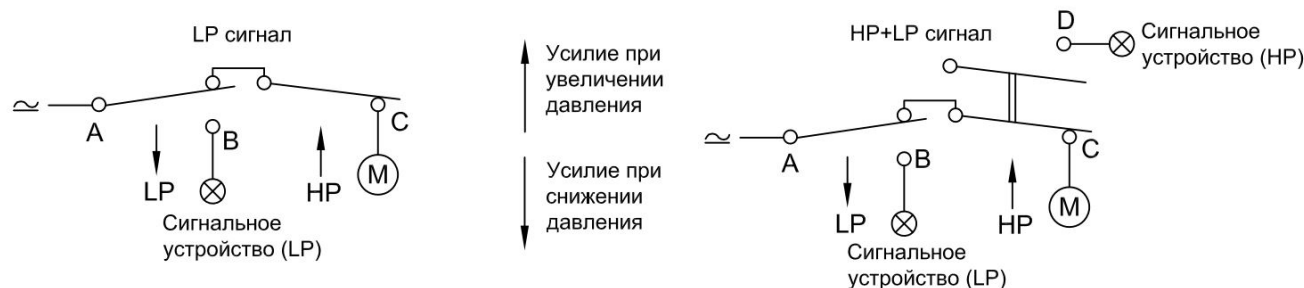 LP сигнал
A
B
C
LP
HP
M
Сигнальное
устройство (LP)
Усилие при
увеличении
давления
Усилие при
снижении
давления
HP+LP сигнал
D
Сигнальное
устройство (HP)
A
B
C
LP
HP
M
Сигнальное
устройство (LP)